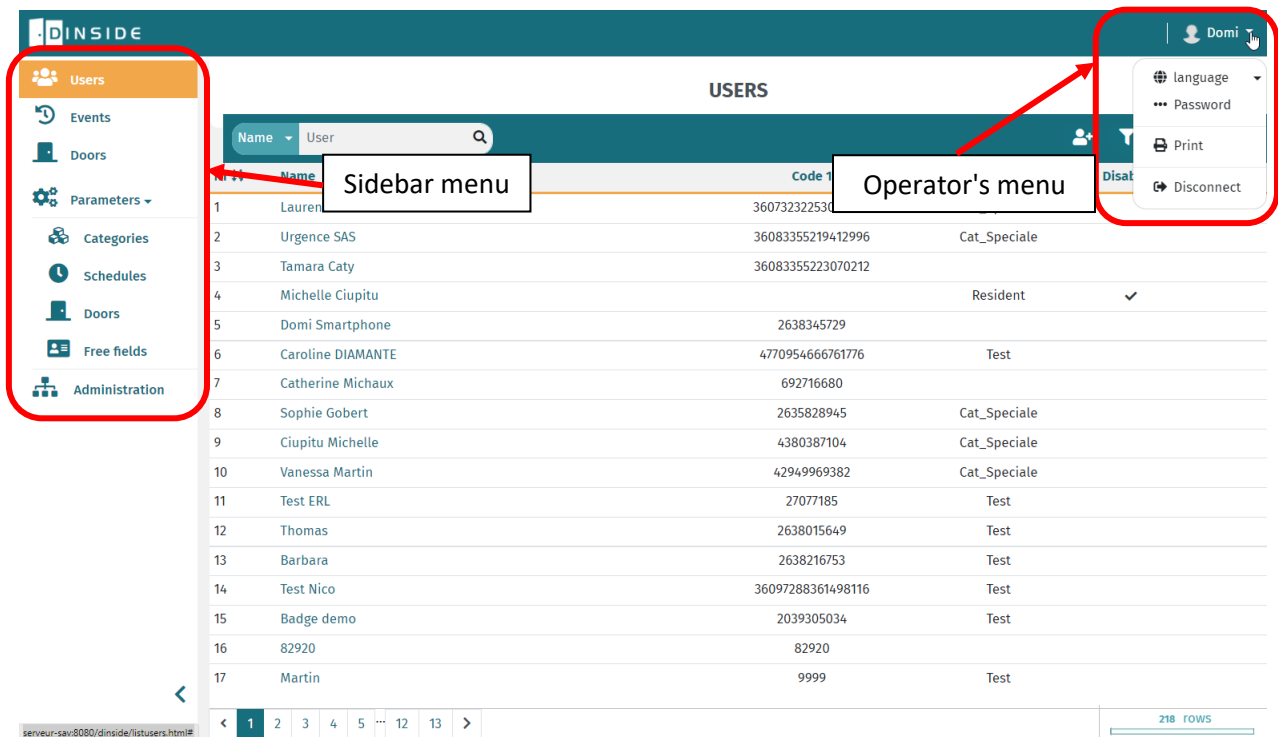 DINSIDE
Domi
Users
Events
Doors
Parameters
Categories
Schedules
Doors
Free fields
Administration
language
Password
Print
Disconnect
USERS
Name User
Sidebar menu
Operator's menu
Name Code 1
1 36073232253
2 Urgence SAS 36083355219412996 Cat_Speciale
3 Tamara Caty 36083355223070212
4 Michelle Ciupitu Resident
5 Domi Smartphone 2638345729
6 Caroline DIAMANTE 4770954666761776 Test
7 Catherine Michaux 692716680
8 Sophie Gobert 2635828945 Cat_Speciale
9 Ciupitu Michelle 4380387104 Cat_Speciale
10 Vanessa Martin 42949969382 Cat_Speciale
11 Test ERL 27077185 Test
12 Thomas 2638015649 Test
13 Barbara 2638216753 Test
14 Test Nico 36097288361498116 Test
15 Badge demo 2039305034 Test
16 82920 82920
17 Martin 9999 Test
1 2 3 4 5 ... 12 13
218 ROWS
serveur-sav:8080/dinside/listusers.html#